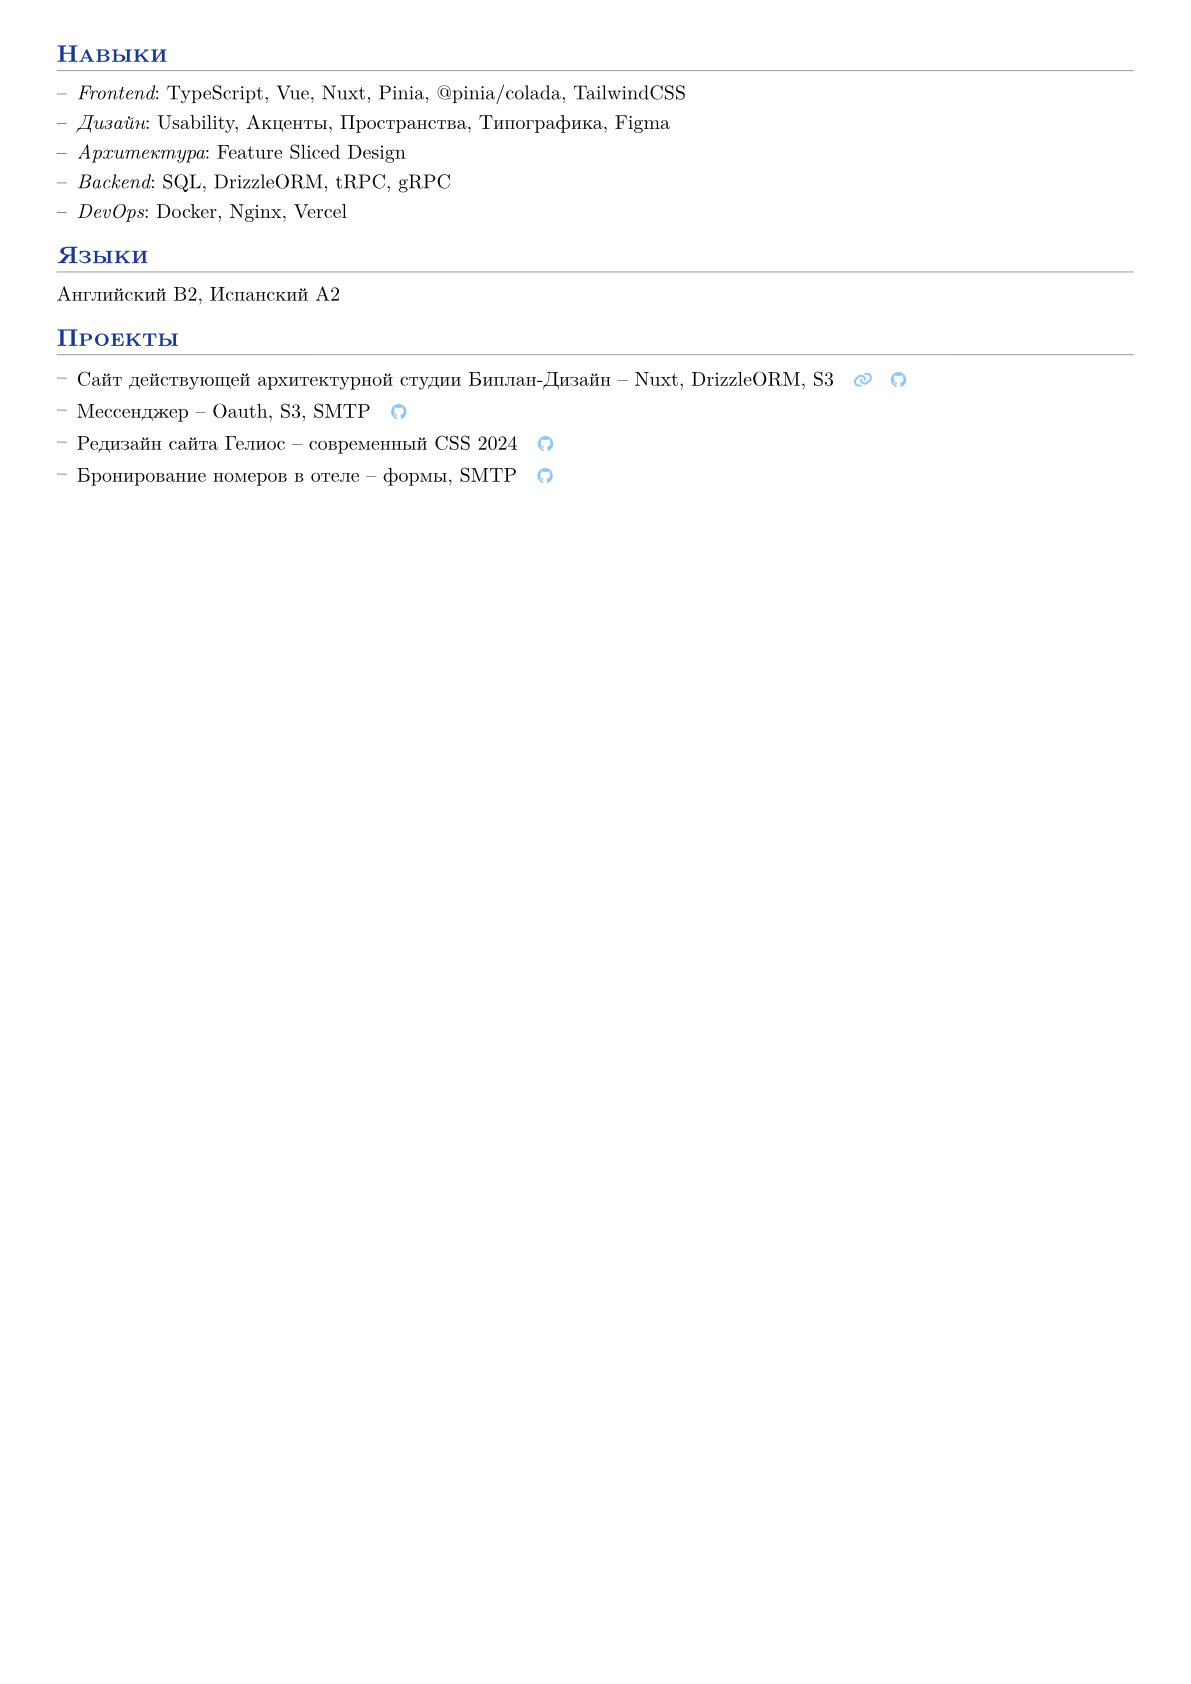 Навыки
– Frontend: TypeScript, Vue, Nuxt, Pinia, @pinia/colada, TailwindCSS
– Дизайн: Usability, Акценты, Пространства, Типографика, Figma
– Архитектура: Feature Sliced Design
– Backend: SQL, DrizzleORM, tRPC, gRPC
– DevOps: Docker, Nginx, Vercel
Языки
Английский B2, Испанский A2
Проекты
– Сайт действующей архитектурной студии Биплан-Дизайн – Nuxt, DrizzleORM, S3
– Мессенджер – Oauth, S3, SMTP
– Редизайн сайта Гелиос – современный CSS 2024
– Бронирование номеров в отеле – формы, SMTP